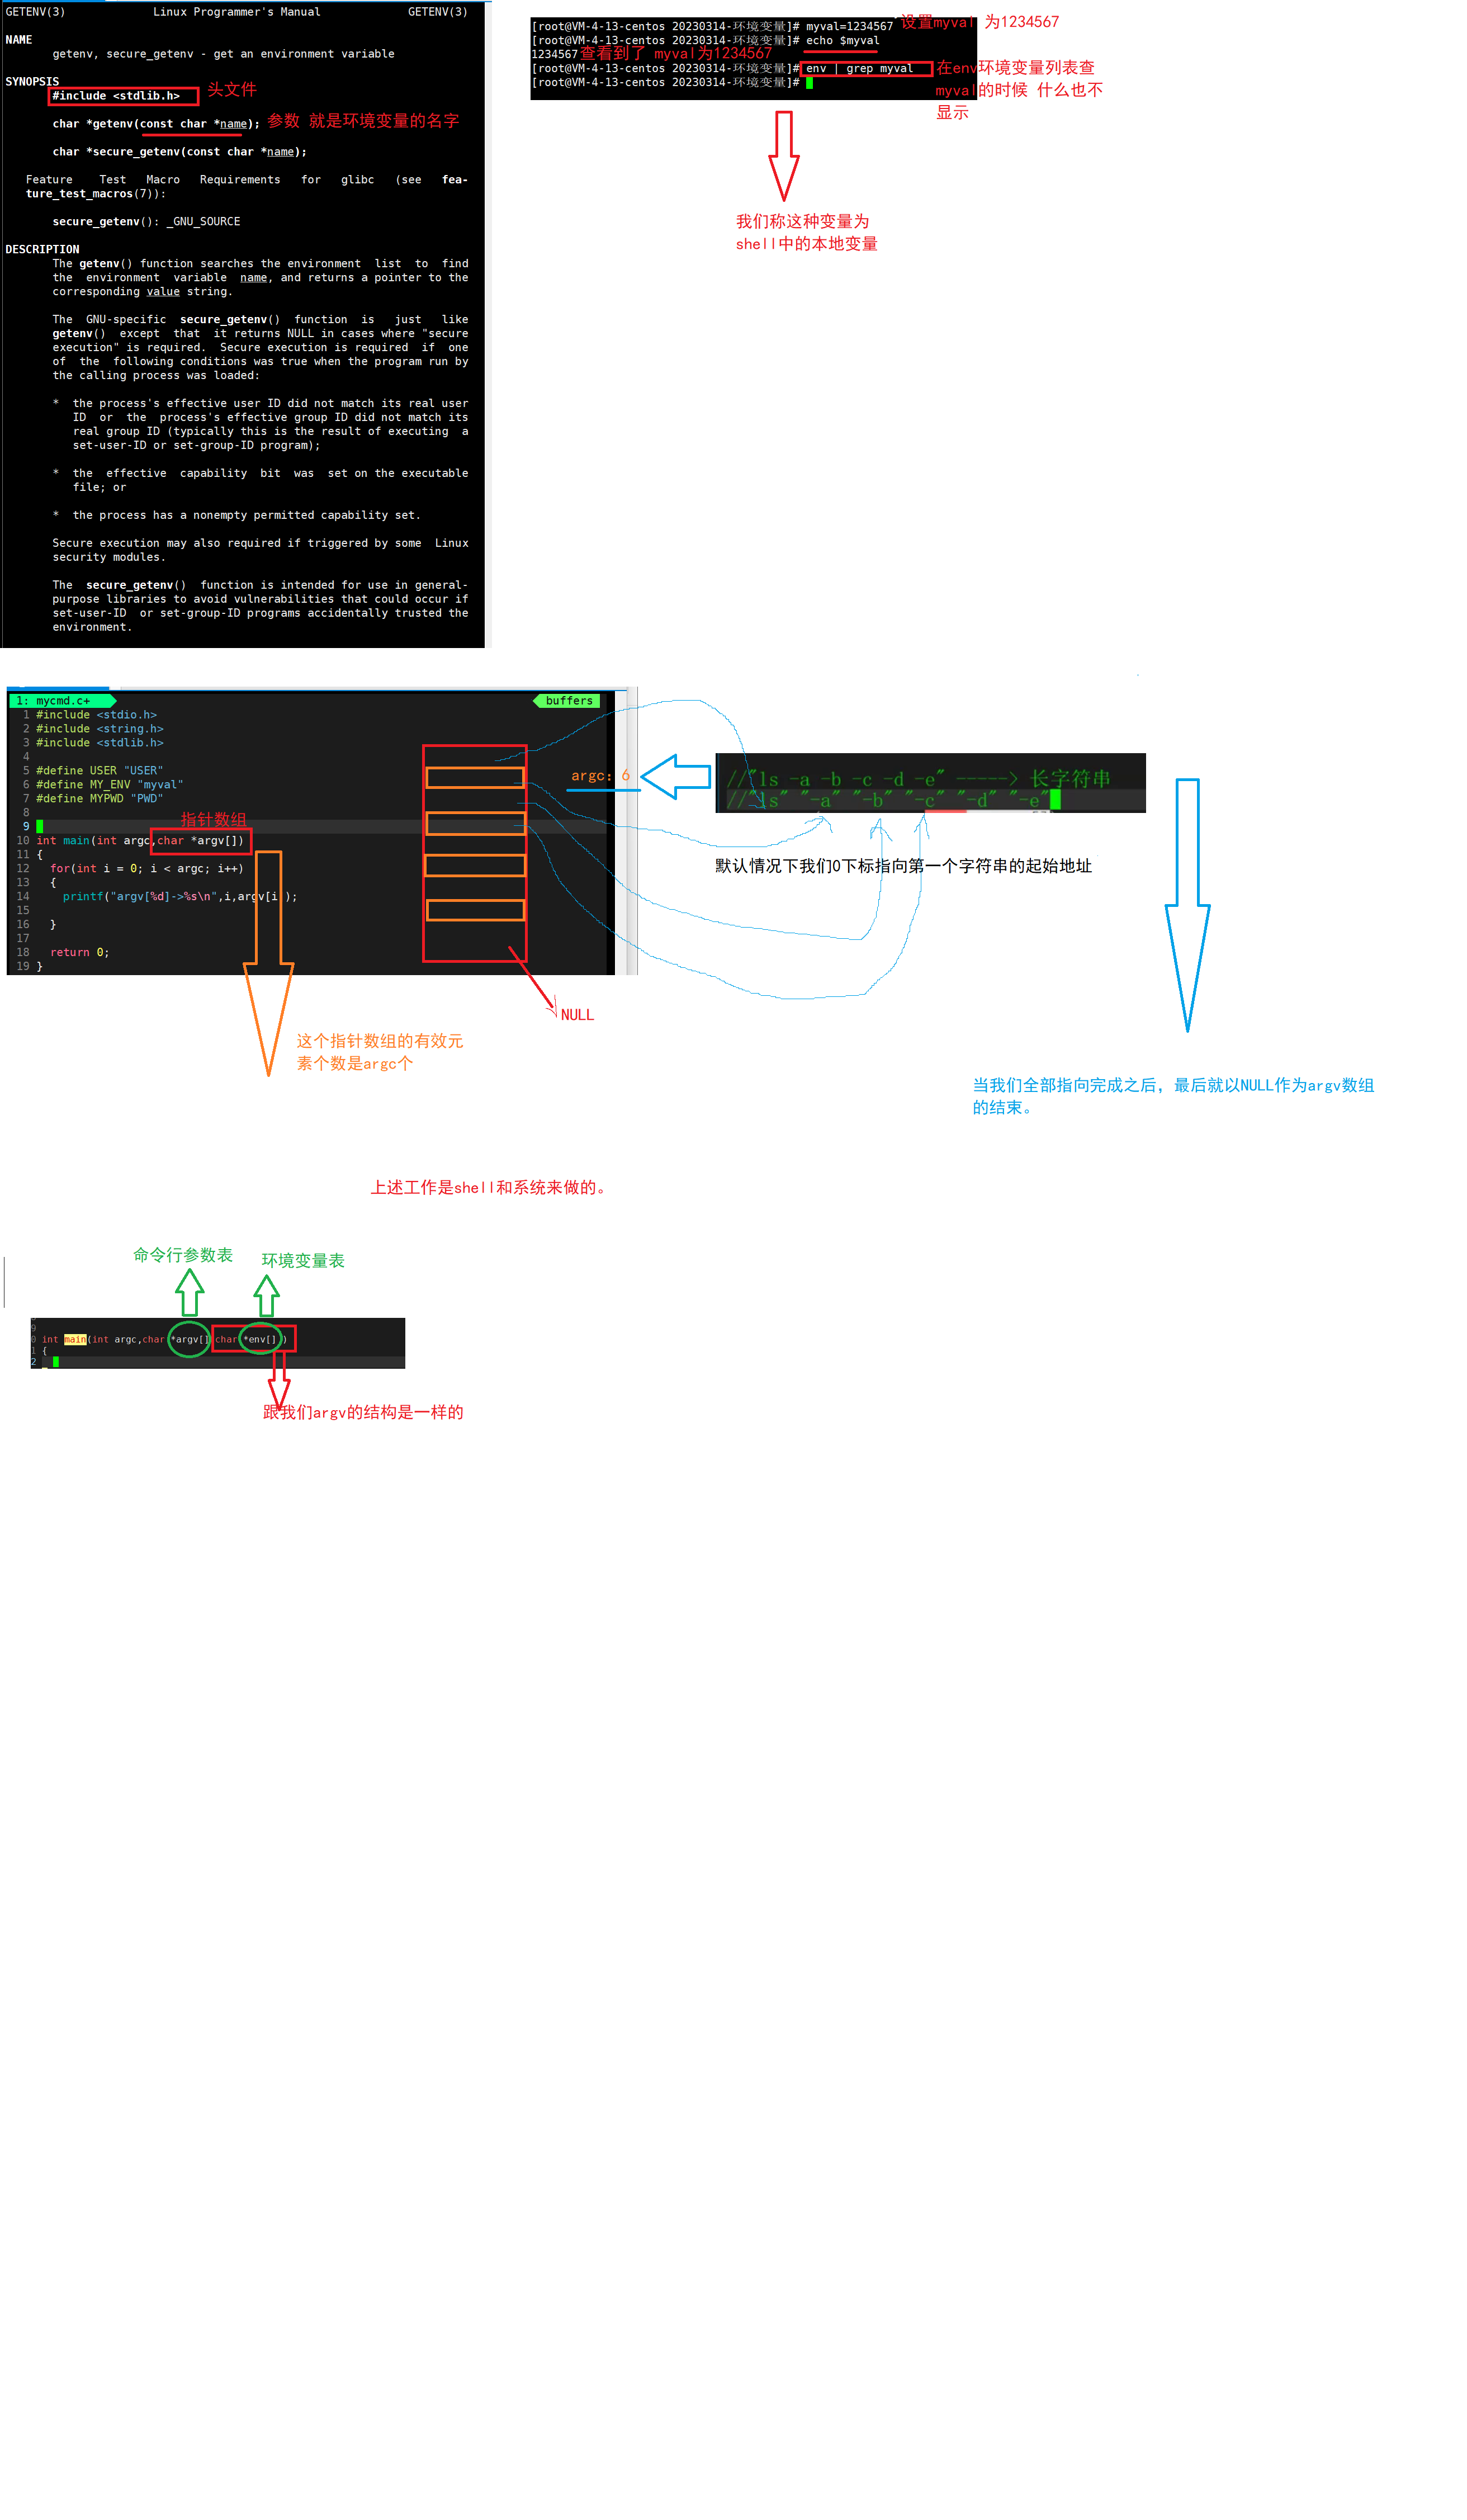 GETENV(3) Linux Programmer's Manual GETENV(3)
NAME
getenv, secure_getenv - get an environment variable
SYNOPSIS
#include <stdlib.h> 头文件
char *getenv(const char *name); 参数 就是环境变量的名字
char *secure_getenv(const char *name);
Feature Test Macro Requirements for glibc (see fea-
ture_test_macros(7)):
secure_getenv(): _GNU_SOURCE
DESCRIPTION
The getenv() function searches the environment list to find
the environment variable name, and returns a pointer to the
corresponding value string.
The GNU-specific secure_getenv() function is just like
getenv() except that it returns NULL in cases where "secure
execution" is required. Secure execution is required if one
of the following conditions was true when the program run by
the calling process was loaded:
* the process's effective user ID did not match its real user
ID or the process's effective group ID did not match its
real group ID (typically this is the result of executing a
set-user-ID or set-group-ID program);
* the effective capability bit was set on the executable
file; or
* the process has a nonempty permitted capability set.
Secure execution may also required if triggered by some Linux
security modules.
The secure_getenv() function is intended for use in general-
purpose libraries to avoid vulnerabilities that could occur if
set-user-ID or set-group-ID programs accidentally trusted the
environment.
[root@VM-4-13-centos 20230314-环境变量]# myval=1234567 设置myval 为1234567
[root@VM-4-13-centos 20230314-环境变量]# echo $myval
1234567 查看到了 myval为1234567
[root@VM-4-13-centos 20230314-环境变量]# env | grep myval
[root@VM-4-13-centos 20230314-环境变量]#
在env环境变量列表查
myval的时候 什么也不
显示
我们称这种变量为
shell中的本地变量
1: mycmd.c+ buffers
1 #include <stdio.h>
2 #include <string.h>
3 #include <stdlib.h>
4
5 #define USER "USER"
6 #define MY_ENV "myval"
7 #define MYPWD "PWD"
8
指针数组
9
10 int main(int argc,char *argv[])
11 {
12 for(int i = 0; i < argc; i++)
13 {
14 printf("argv[%d]->%s\n",i,argv[i]);
15
16 }
17
18 return 0;
19 }
argc: 6
//"ls -a -b -c -d -e" -----> 长字符串
//"ls" "-a" "-b" "-c" "-d" "-e"
默认情况下我们0下标指向第一个字符串的起始地址
NULL
这个指针数组的有效元
素个数是argc个
当我们全部指向完成之后，最后就以NULL作为argv数组
的结束。
上述工作是shell和系统来做的。
命令行参数表 环境变量表
9
0 int main(int argc,char *argv[] char *env[] )
1 {
2
跟我们argv的结构是一样的